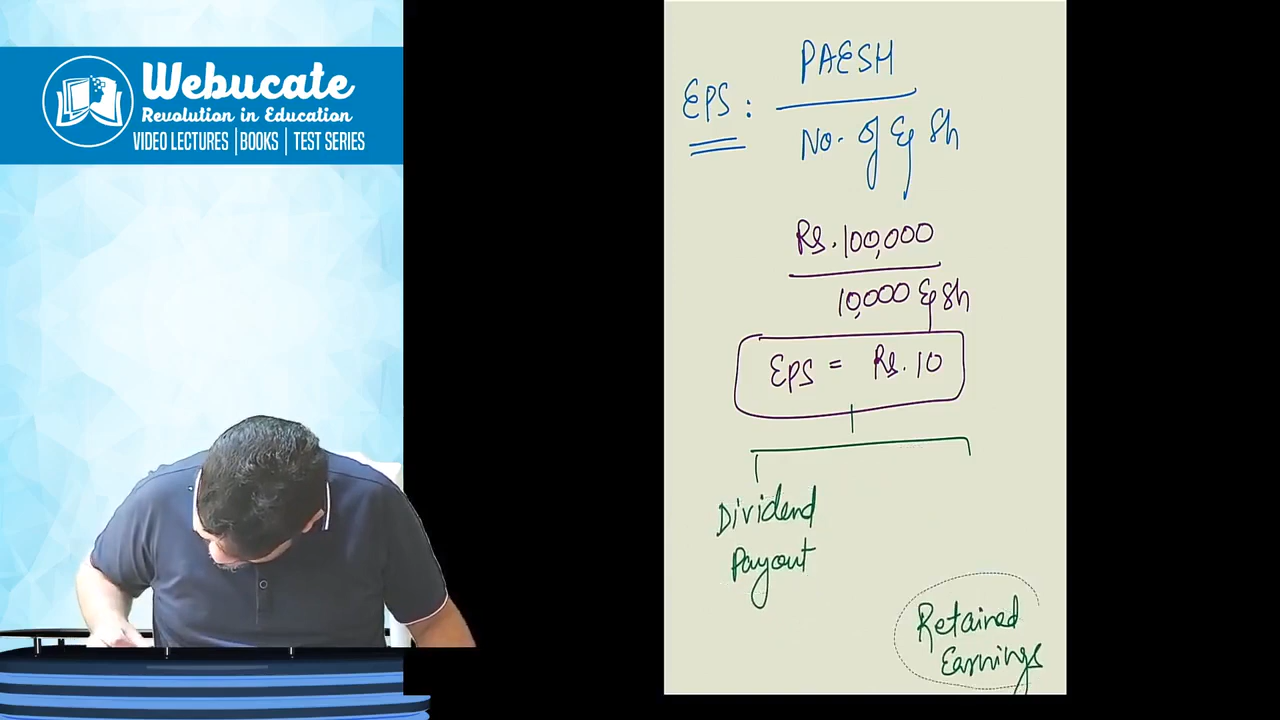 Webucate
Revolution in Education
VIDEO LECTURES | BOOKS | TEST SERIES
EPS: PAESH
No. of Eq Sh
Rs. 100,000
10,000 Eq Sh
EPS = Rs. 10
Dividend
Payout
Retained
Earnings